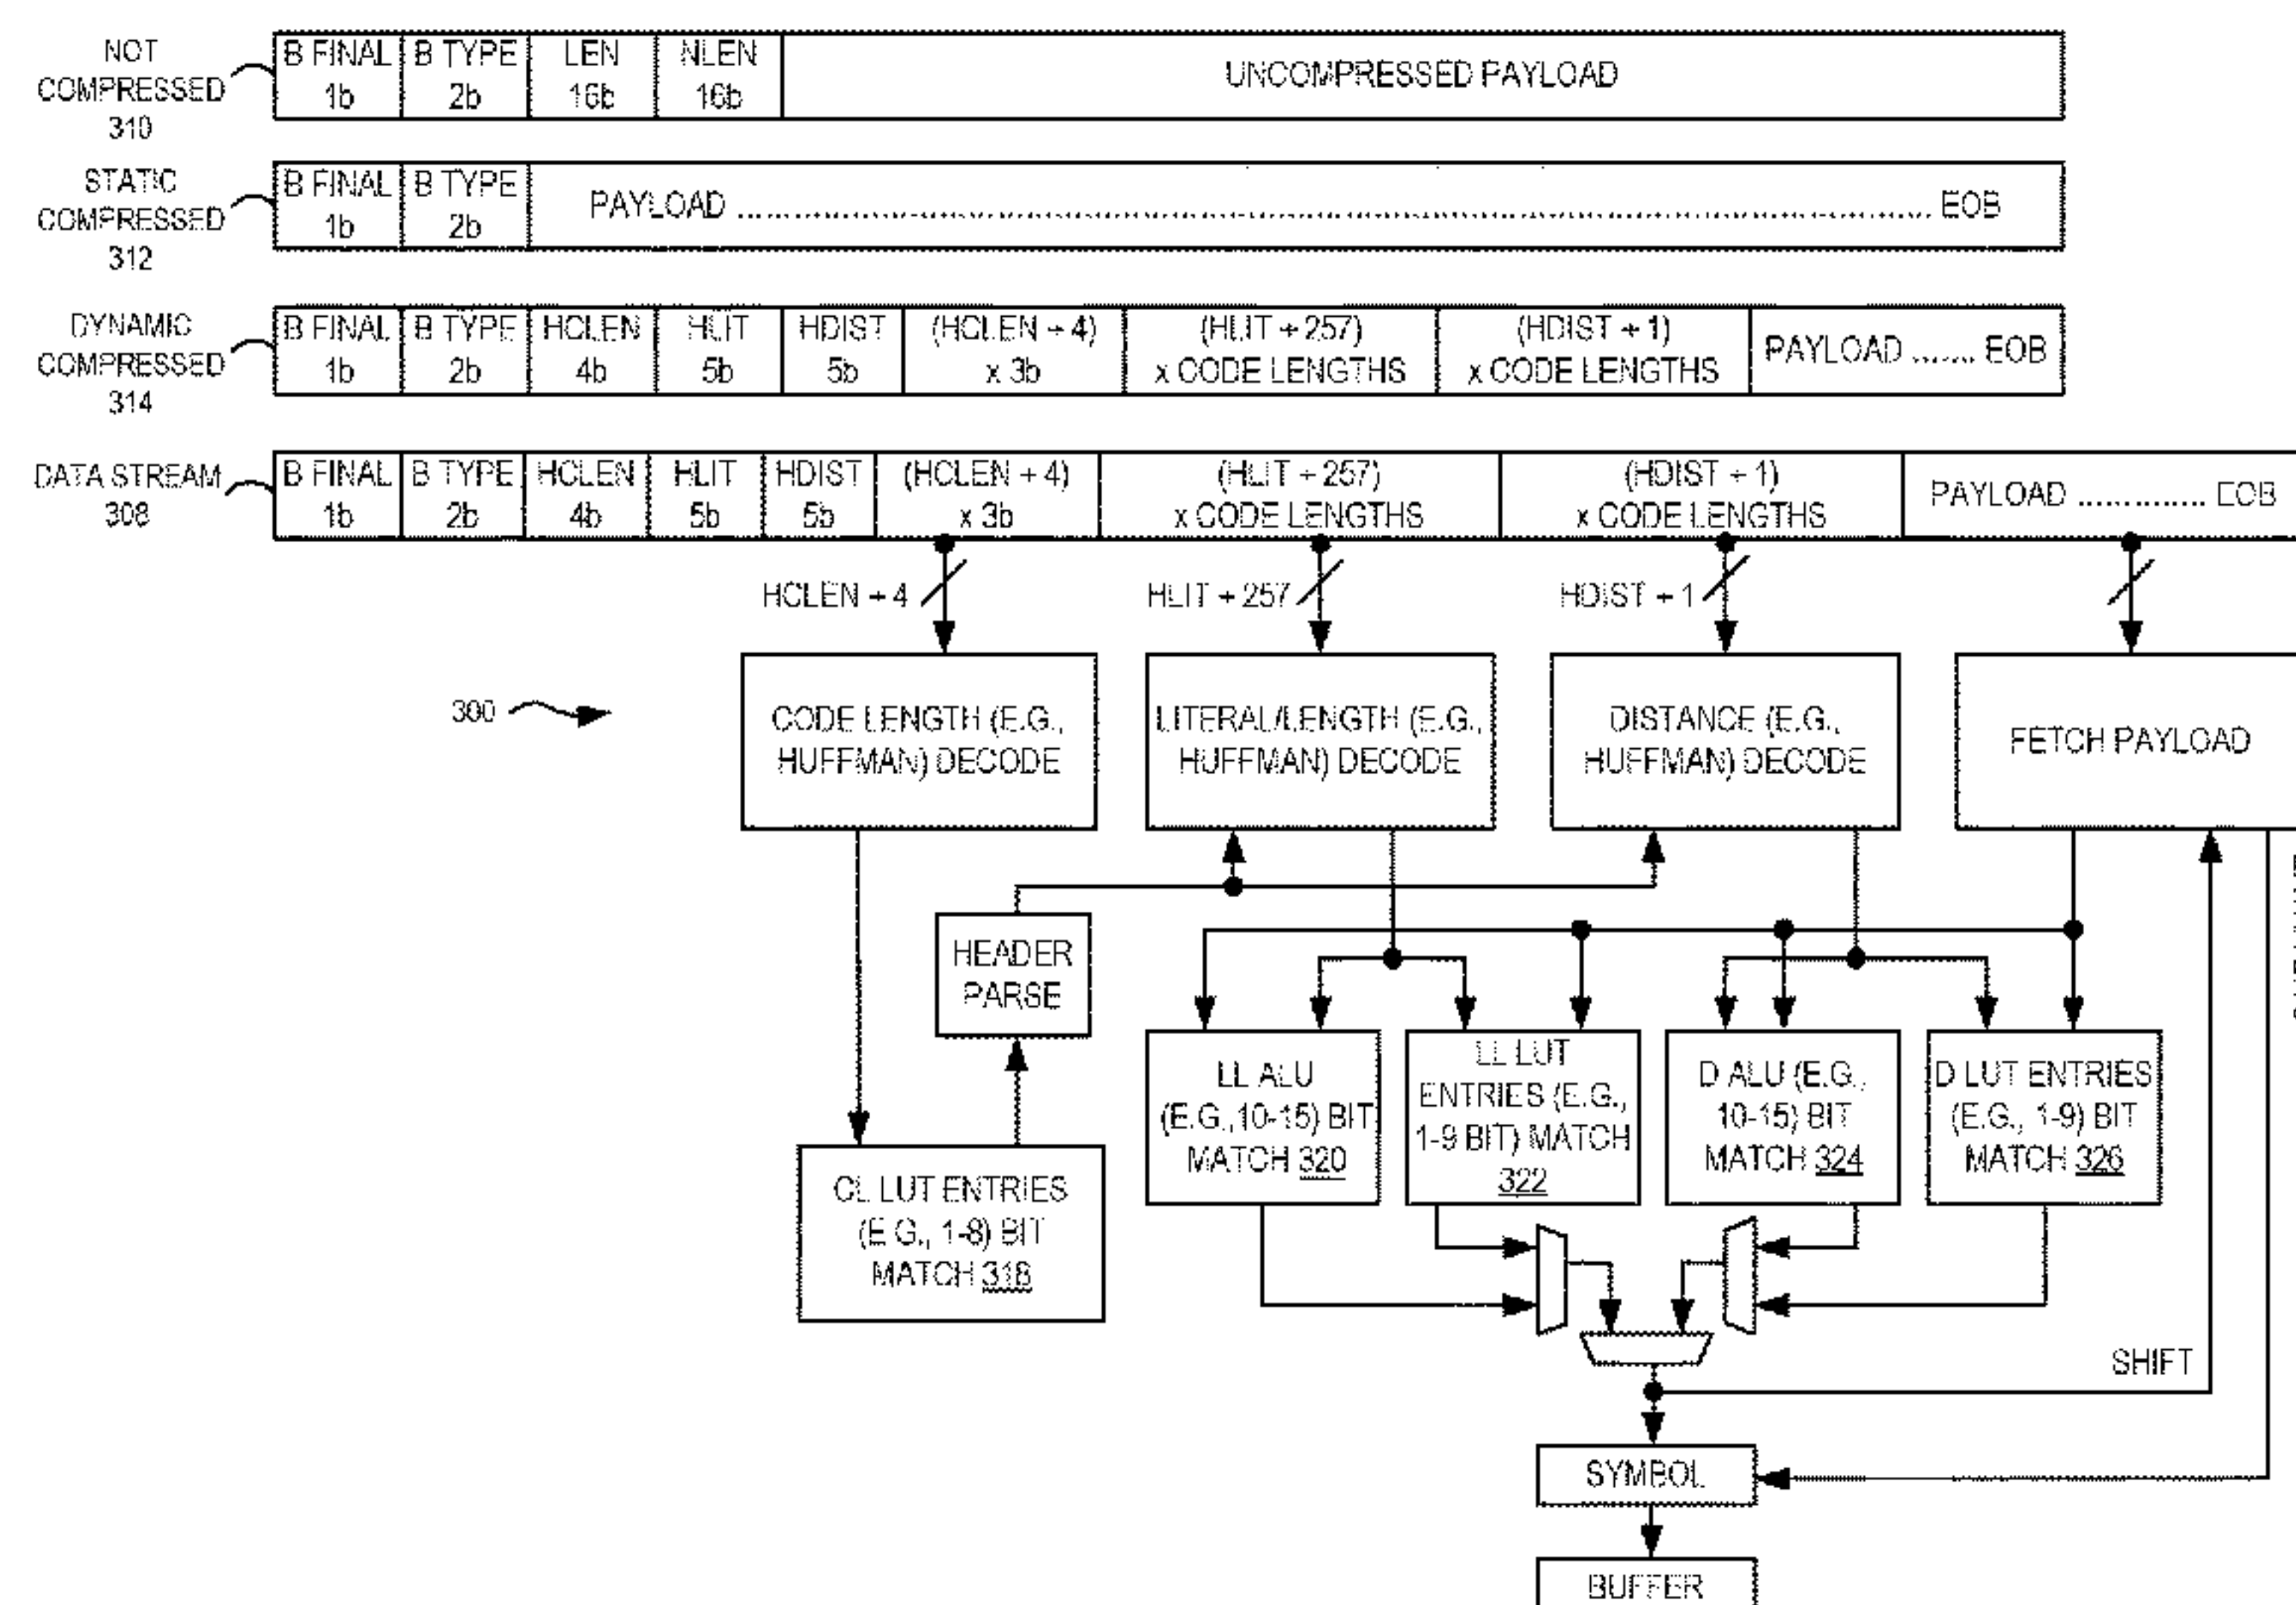 NOT COMPRESSED 310
B FINAL 1b
B TYPE 2b
LEN 16b
NLEN 16b
UNCOMPRESSED PAYLOAD
STATIC COMPRESSED 312
B FINAL 1b
B TYPE 2b
PAYLOAD ........ EOB
DYNAMIC COMPRESSED 314
B FINAL 1b
B TYPE 2b
HCLEN 4b
HLIT 5b
HDIST 5b
(HCLEN + 4) x 3b
(HLIT + 257) x CODE LENGTHS
(HDIST + 1) x CODE LENGTHS
PAYLOAD ....... EOB
DATA STREAM 308
B FINAL 1b
B TYPE 2b
HCLEN 4b
HLIT 5b
HDIST 5b
(HCLEN + 4) x 3b
(HLIT + 257) x CODE LENGTHS
(HDIST + 1) x CODE LENGTHS
PAYLOAD .............. EOB
HCLEN + 4
HLIT + 257
HDIST + 1
300
CODE LENGTH (E.G., HUFFMAN) DECODE
LITERAL/LENGTH (E.G., HUFFMAN) DECODE
DISTANCE (E.G., HUFFMAN) DECODE
FETCH PAYLOAD
HEADER PARSE
LL ALU (E.G.,10-15) BIT MATCH 320
LL LUT ENTRIES (E.G., 1-9 BIT) MATCH 322
D ALU (E.G., 10-15) BIT MATCH 324
D LUT ENTRIES (E.G., 1-9) BIT MATCH 326
CL LUT ENTRIES (E.G., 1-8) BIT MATCH 318
SHIFT
SYMBOL
BUFFER